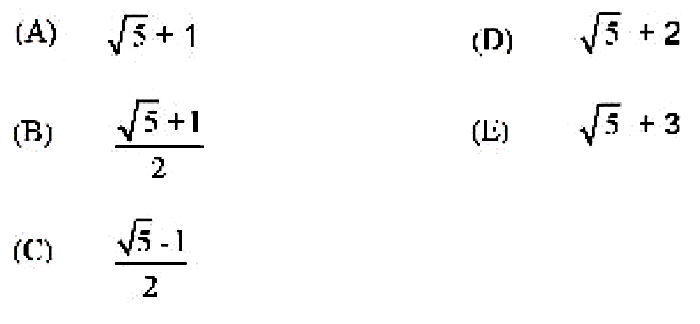 (A) √5 + 1
(B) (√5 + 1)/2
(C) (√5 - 1)/2
(D) √5 + 2
(E) √5 + 3